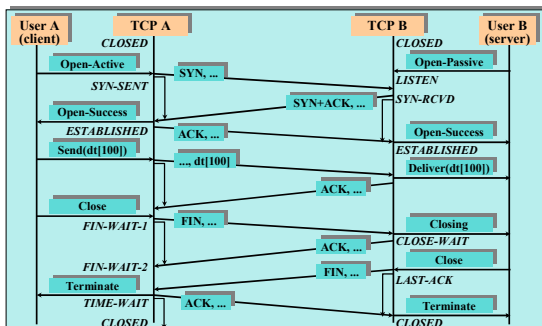 User A
(client)
TCP A
TCP B
User B
(server)
CLOSED
CLOSED
Open-Active
SYN, ...
Open-Passive
LISTEN
SYN-SENT
SYN+ACK, ...
SYN-RCVD
Open-Success
ESTABLISHED
ACK, ...
Open-Success
ESTABLISHED
Send(dt[100])
..., dt[100]
Deliver(dt[100])
ACK, ...
Close
FIN-WAIT-1
FIN, ...
Closing
CLOSE-WAIT
ACK, ...
FIN-WAIT-2
FIN, ...
Close
LAST-ACK
Terminate
TIME-WAIT
ACK, ...
Terminate
CLOSED
CLOSED